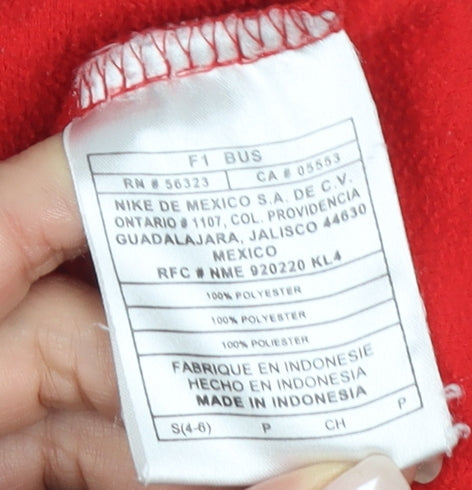 F1 BUS
RN # 56323 CA # 05553
NIKE DE MEXICO S.A. DE C.V.
ONTARIO # 1107, COL. PROVIDENCIA
GUADALAJARA, JALISCO 44630
MEXICO
RFC # NME 920220 KL4
100% POLYESTER
100% POLYESTER
100% POLIESTER
FABRIQUE EN INDONESIE
HECHO EN INDONESIA
MADE IN INDONESIA
S(4-6) P CH P